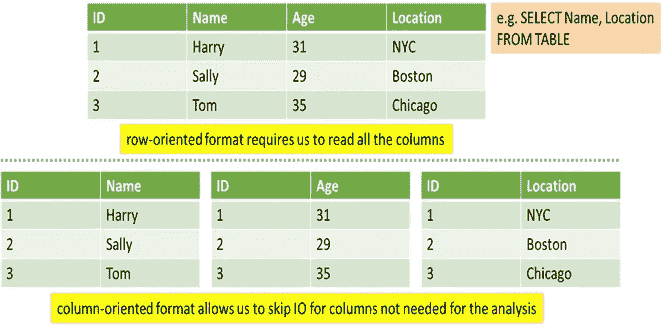 ID Name Age Location
1 Harry 31 NYC
2 Sally 29 Boston
3 Tom 35 Chicago
e.g. SELECT Name, Location
FROM TABLE
row-oriented format requires us to read all the columns
ID Name ID Age ID Location
1 Harry 1 31 1 NYC
2 Sally 2 29 2 Boston
3 Tom 3 35 3 Chicago
column-oriented format allows us to skip IO for columns not needed for the analysis